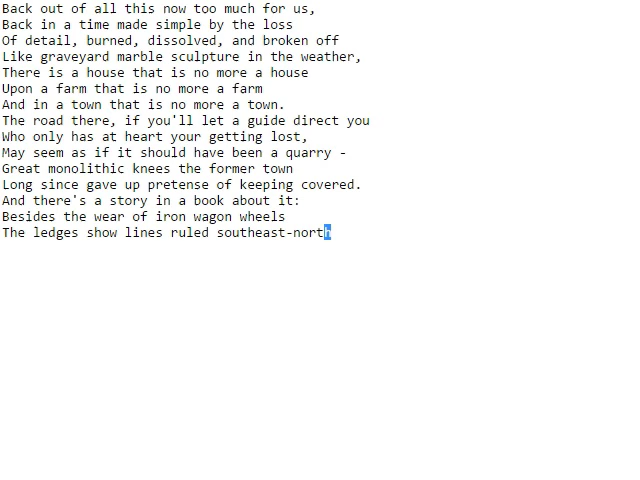 Back out of all this now too much for us,
Back in a time made simple by the loss
Of detail, burned, dissolved, and broken off
Like graveyard marble sculpture in the weather,
There is a house that is no more a house
Upon a farm that is no more a farm
And in a town that is no more a town.
The road there, if you'll let a guide direct you
Who only has at heart your getting lost,
May seem as if it should have been a quarry -
Great monolithic knees the former town
Long since gave up pretense of keeping covered.
And there's a story in a book about it:
Besides the wear of iron wagon wheels
The ledges show lines ruled southeast-north